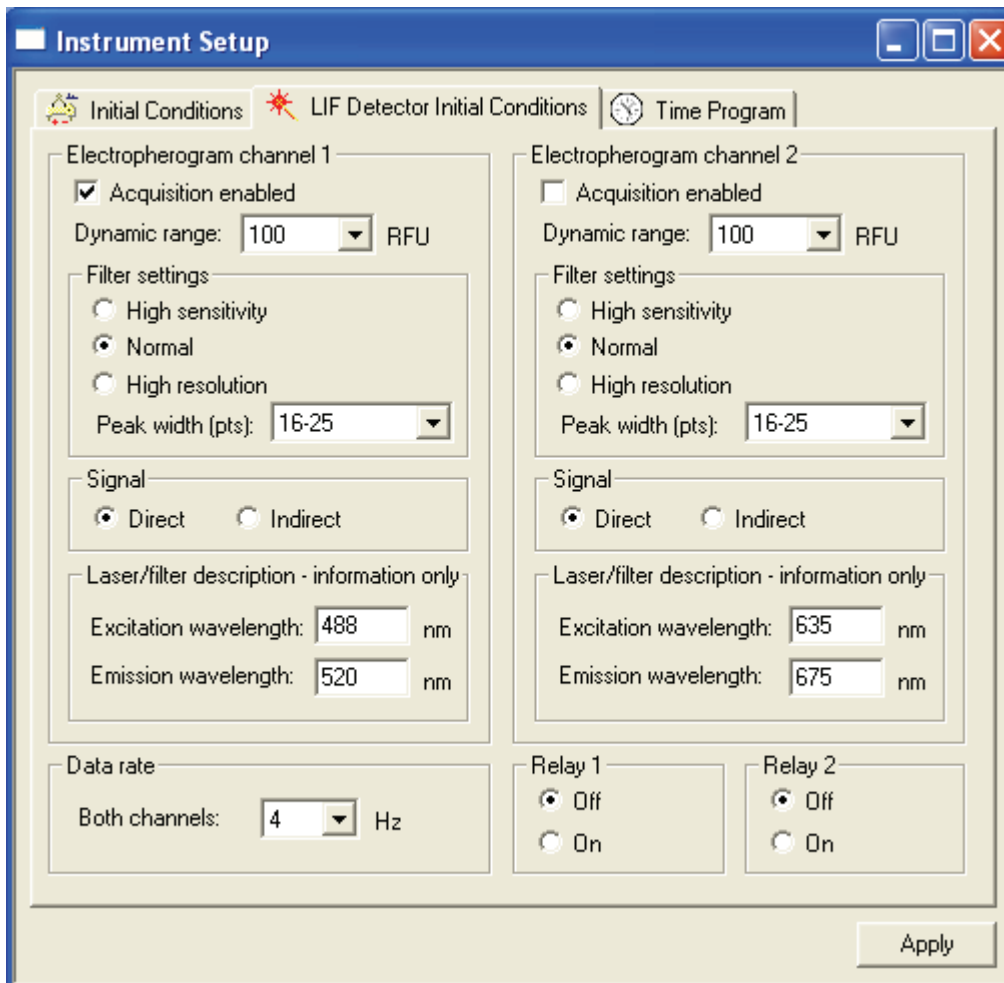 Instrument Setup
Initial Conditions LIF Detector Initial Conditions Time Program
Electropherogram channel 1
Acquisition enabled
Dynamic range: 100 RFU
Filter settings
High sensitivity
Normal
High resolution
Peak width (pts): 16-25
Signal
Direct Indirect
Laser/filter description - information only
Excitation wavelength: 488 nm
Emission wavelength: 520 nm
Electropherogram channel 2
Acquisition enabled
Dynamic range: 100 RFU
Filter settings
High sensitivity
Normal
High resolution
Peak width (pts): 16-25
Signal
Direct Indirect
Laser/filter description - information only
Excitation wavelength: 635 nm
Emission wavelength: 675 nm
Data rate
Both channels: 4 Hz
Relay 1
Off
On
Relay 2
Off
On
Apply